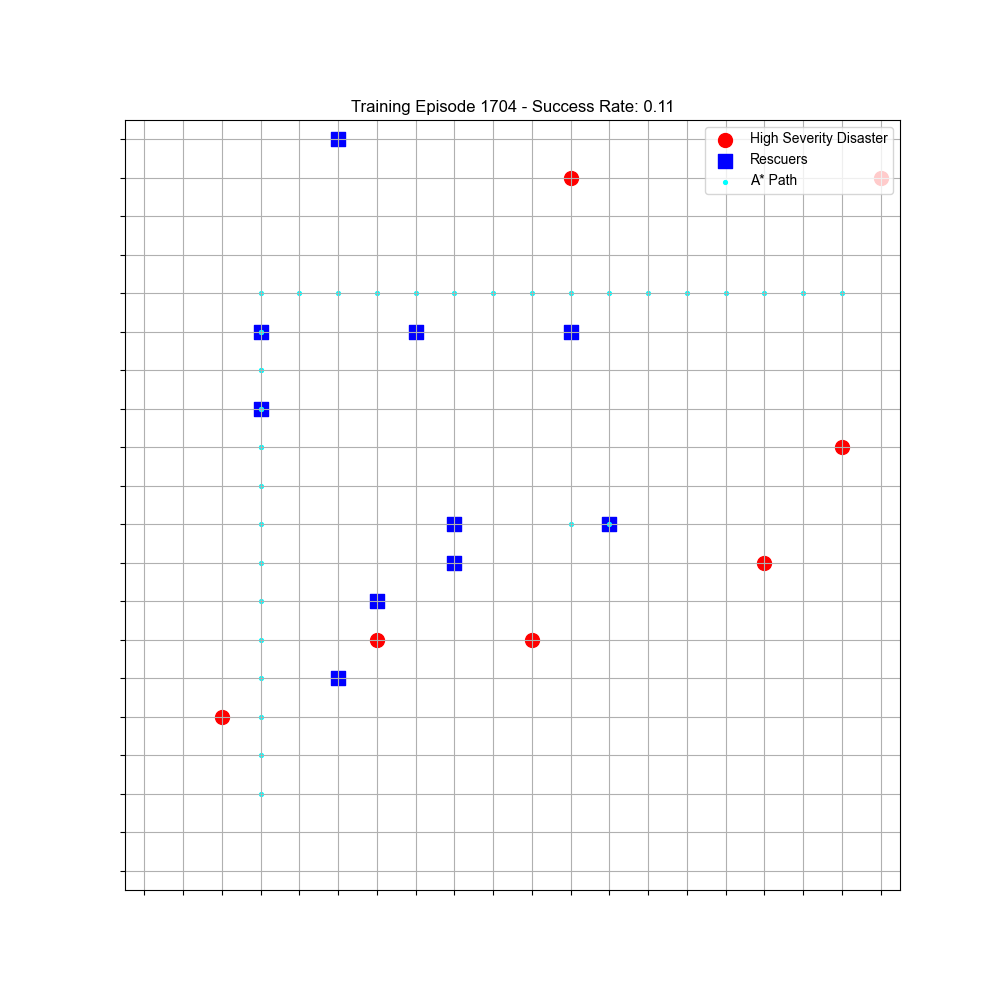 Training Episode 1704 - Success Rate: 0.11
High Severity Disaster
Rescuers
A* Path